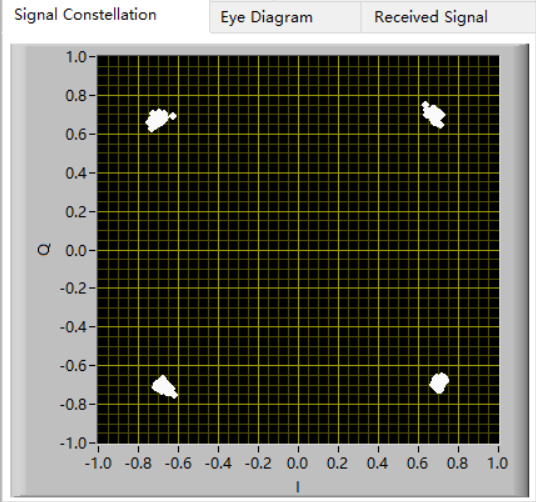 Signal Constellation
Eye Diagram
Received Signal
1.0
0.8
0.6
0.4
0.2
0.0
-0.2
-0.4
-0.6
-0.8
-1.0
Q
-1.0 -0.8 -0.6 -0.4 -0.2 0.0 0.2 0.4 0.6 0.8 1.0
I